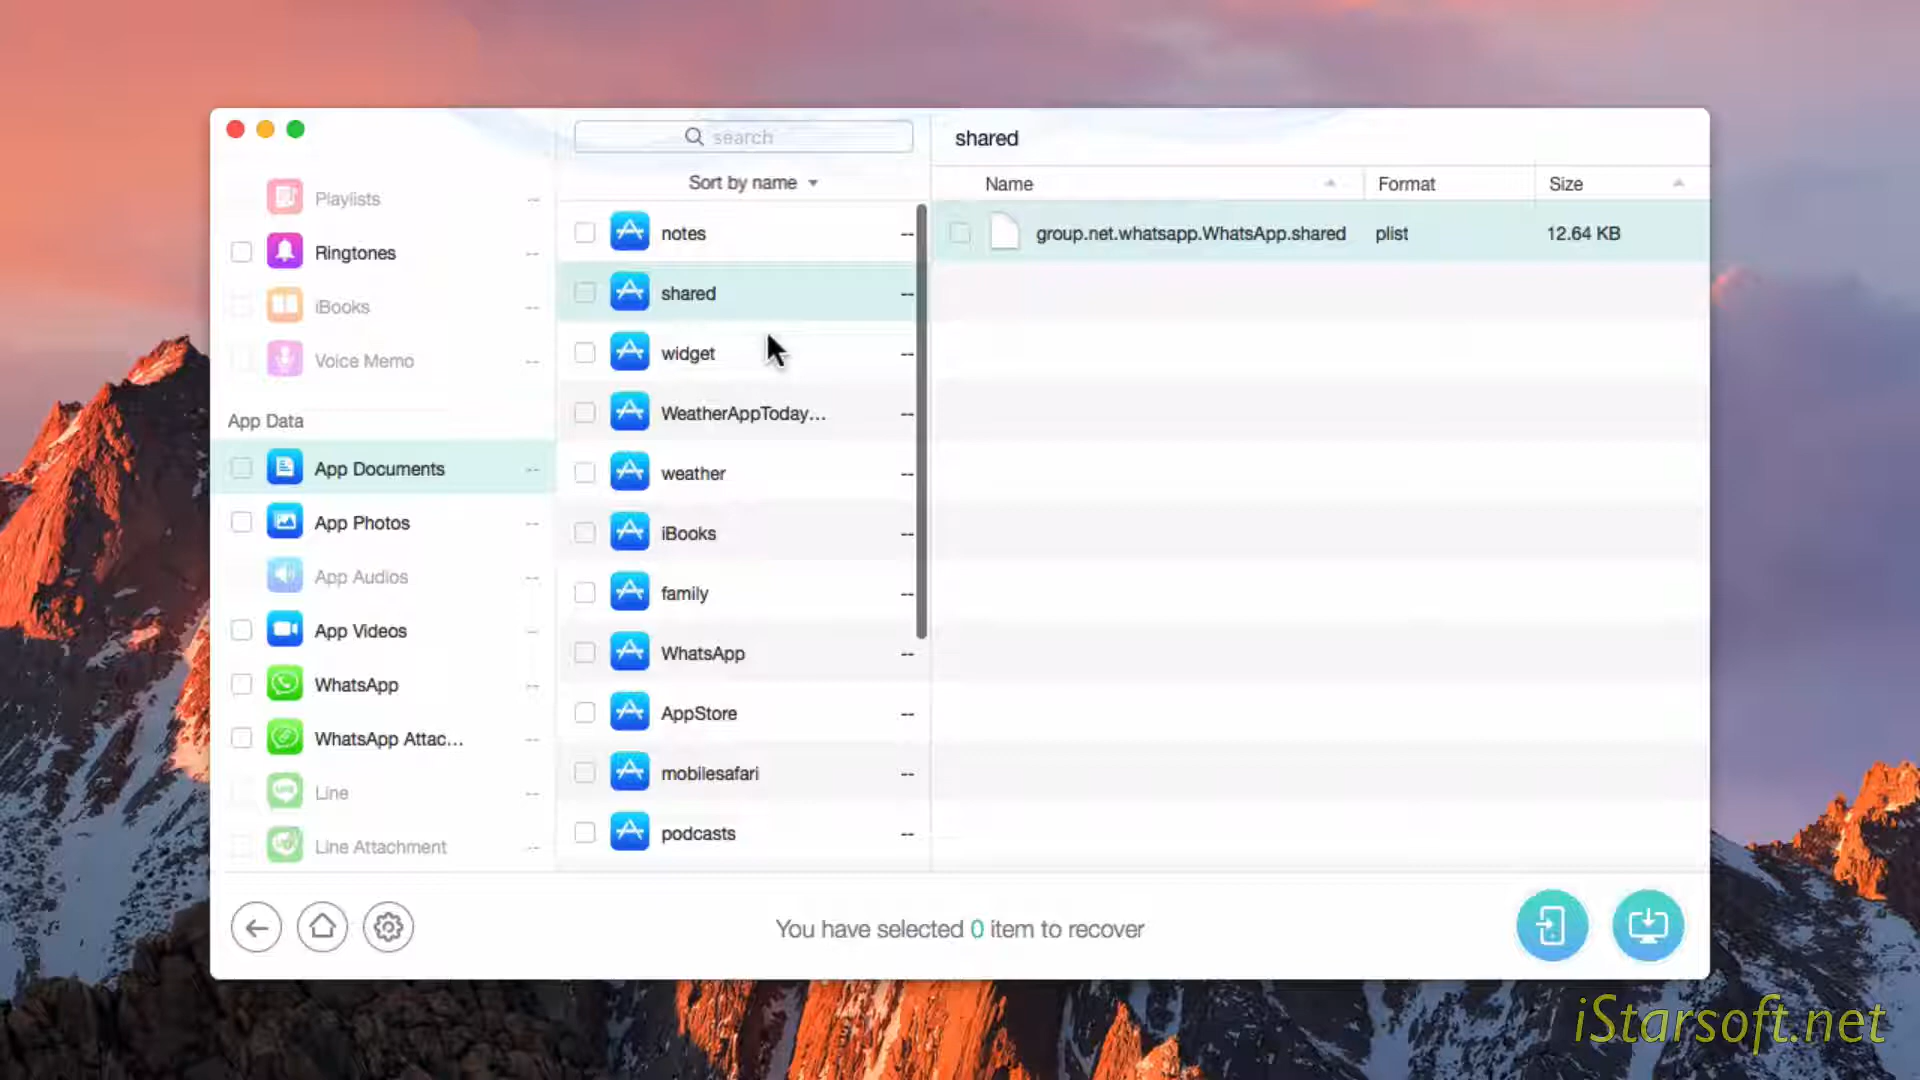 search
Sort by name
shared
Name
Format
Size
Playlists --
Ringtones --
iBooks --
Voice Memo --
App Data
App Documents --
App Photos --
App Audios --
App Videos --
WhatsApp --
WhatsApp Attac... --
Line --
Line Attachment --
notes --
shared --
widget --
WeatherAppToday... --
weather --
iBooks --
family --
WhatsApp --
AppStore --
mobilesafari --
podcasts --
group.net.whatsapp.WhatsApp.shared plist 12.64 KB
You have selected 0 item to recover
iStarsoft.net